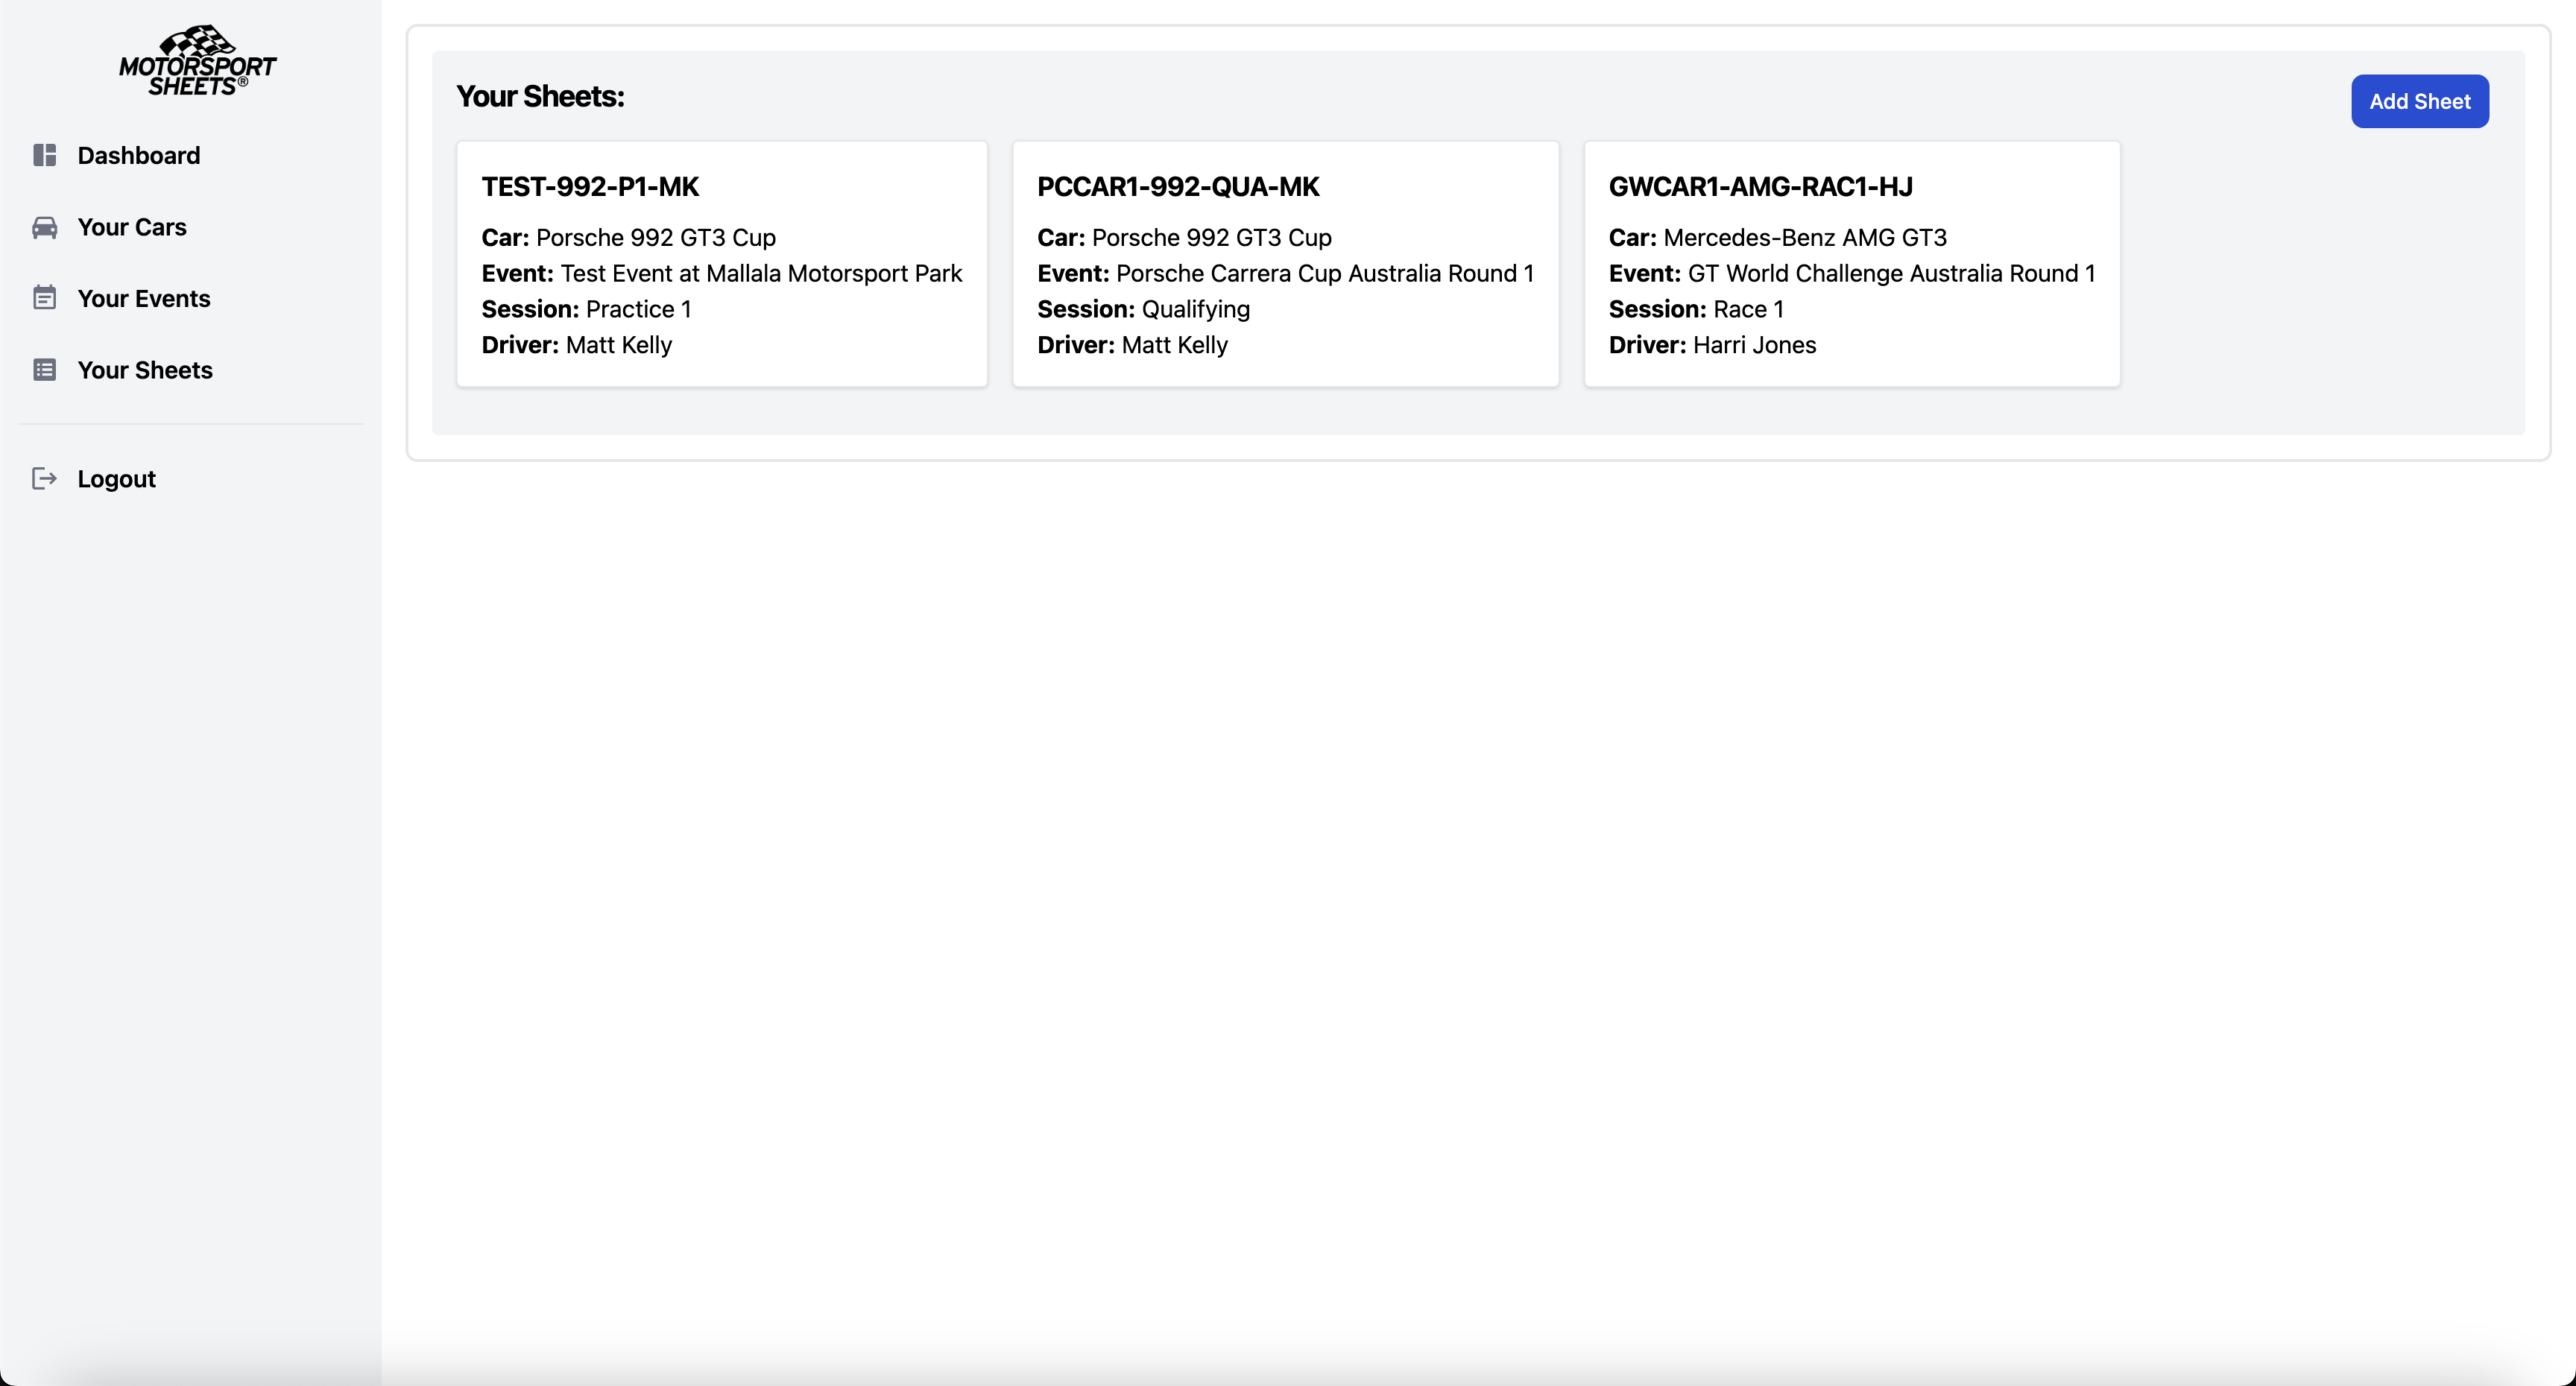 MOTORSPORT
SHEETS®
Dashboard
Your Cars
Your Events
Your Sheets
Logout
Your Sheets:
Add Sheet
TEST-992-P1-MK
Car: Porsche 992 GT3 Cup
Event: Test Event at Mallala Motorsport Park
Session: Practice 1
Driver: Matt Kelly
PCCAR1-992-QUA-MK
Car: Porsche 992 GT3 Cup
Event: Porsche Carrera Cup Australia Round 1
Session: Qualifying
Driver: Matt Kelly
GWCAR1-AMG-RAC1-HJ
Car: Mercedes-Benz AMG GT3
Event: GT World Challenge Australia Round 1
Session: Race 1
Driver: Harri Jones